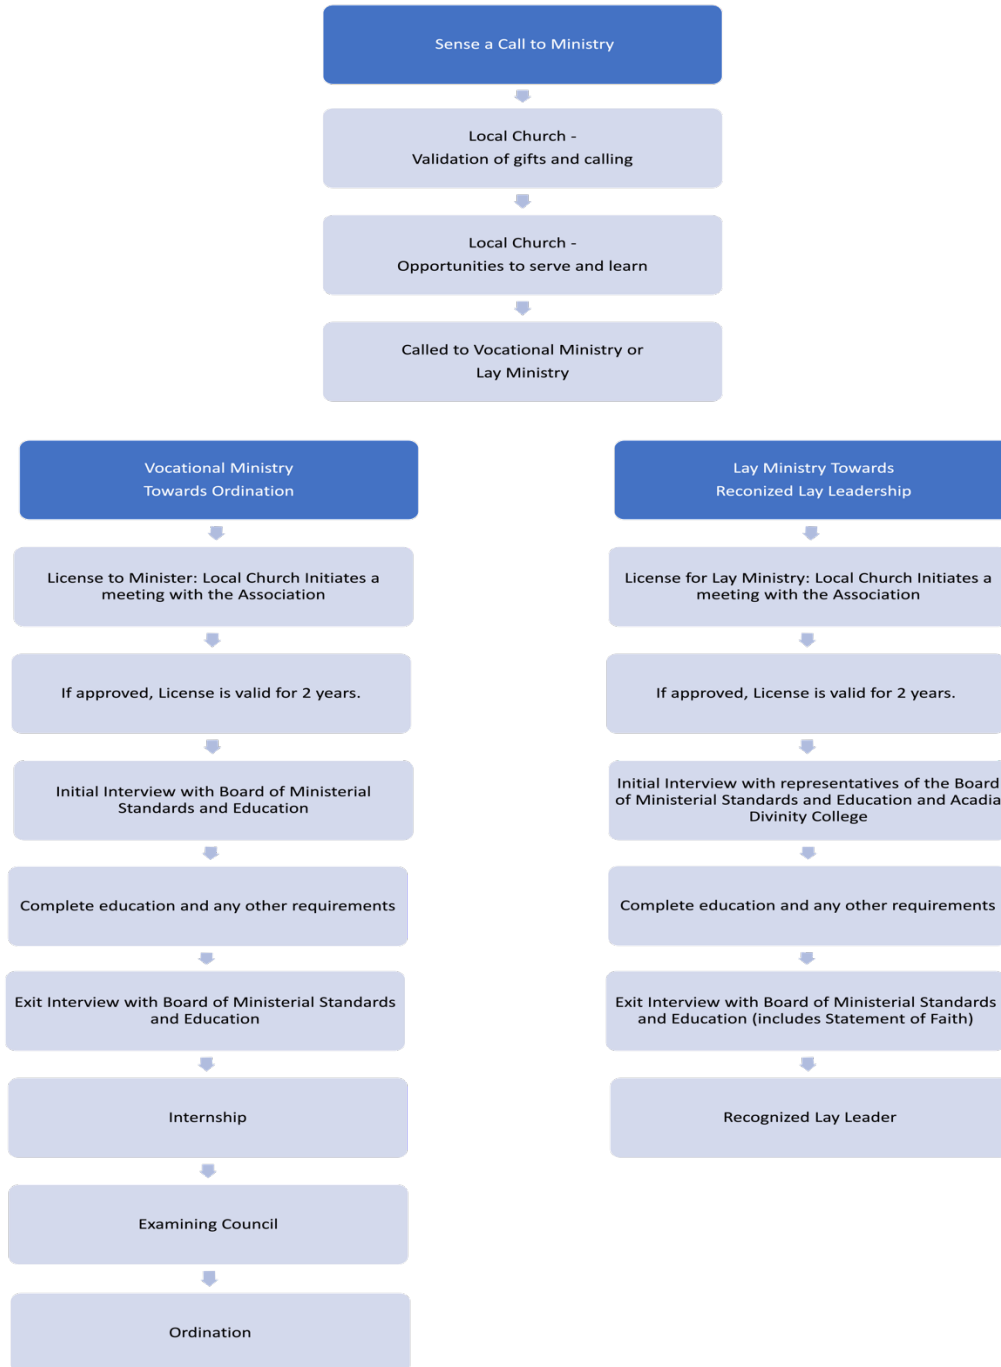 Sense a Call to Ministry
Local Church -
Validation of gifts and calling
Local Church -
Opportunities to serve and learn
Called to Vocational Ministry or
Lay Ministry
Vocational Ministry
Towards Ordination
License to Minister: Local Church Initiates a
meeting with the Association
If approved, License is valid for 2 years.
Initial Interview with Board of Ministerial
Standards and Education
Complete education and any other requirements
Exit Interview with Board of Ministerial Standards
and Education
Internship
Examining Council
Ordination
Lay Ministry Towards
Reconized Lay Leadership
License for Lay Ministry: Local Church Initiates a
meeting with the Association
If approved, License is valid for 2 years.
Initial Interview with representatives of the Board
of Ministerial Standards and Education and Acadia
Divinity College
Complete education and any other requirements
Exit Interview with Board of Ministerial Standards
and Education (includes Statement of Faith)
Recognized Lay Leader